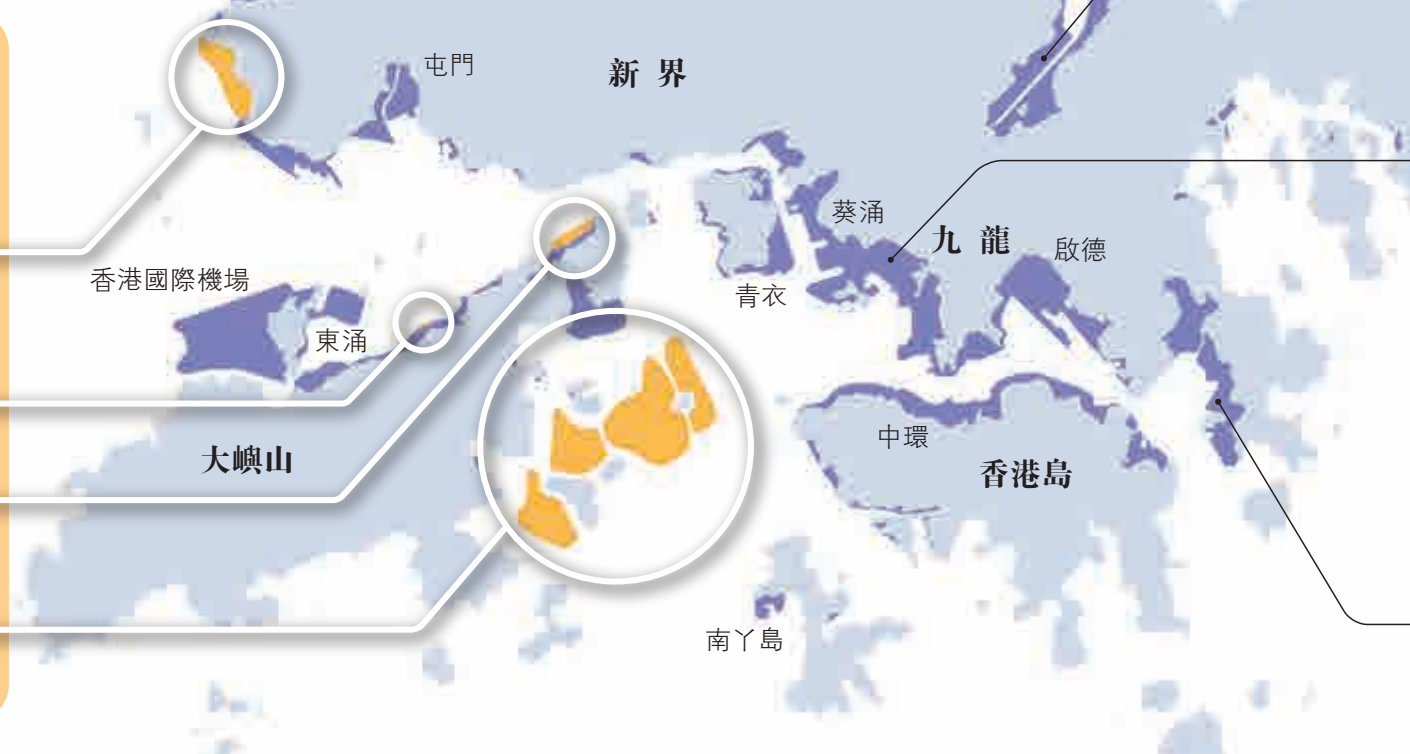 屯門
新 界
葵涌
九 龍
啟德
香港國際機場
青衣
東涌
中環
大嶼山
香港島
南丫島